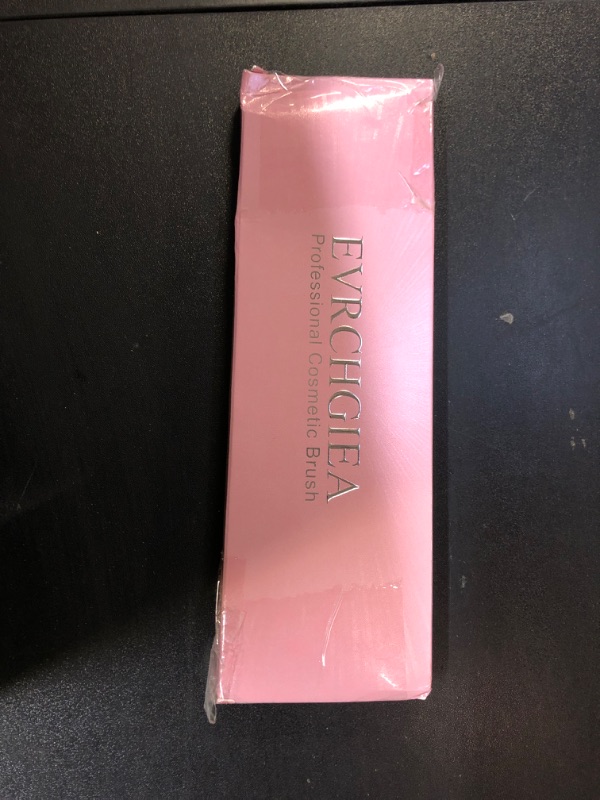 EVRCHGIEA
Professional Cosmetic Brush